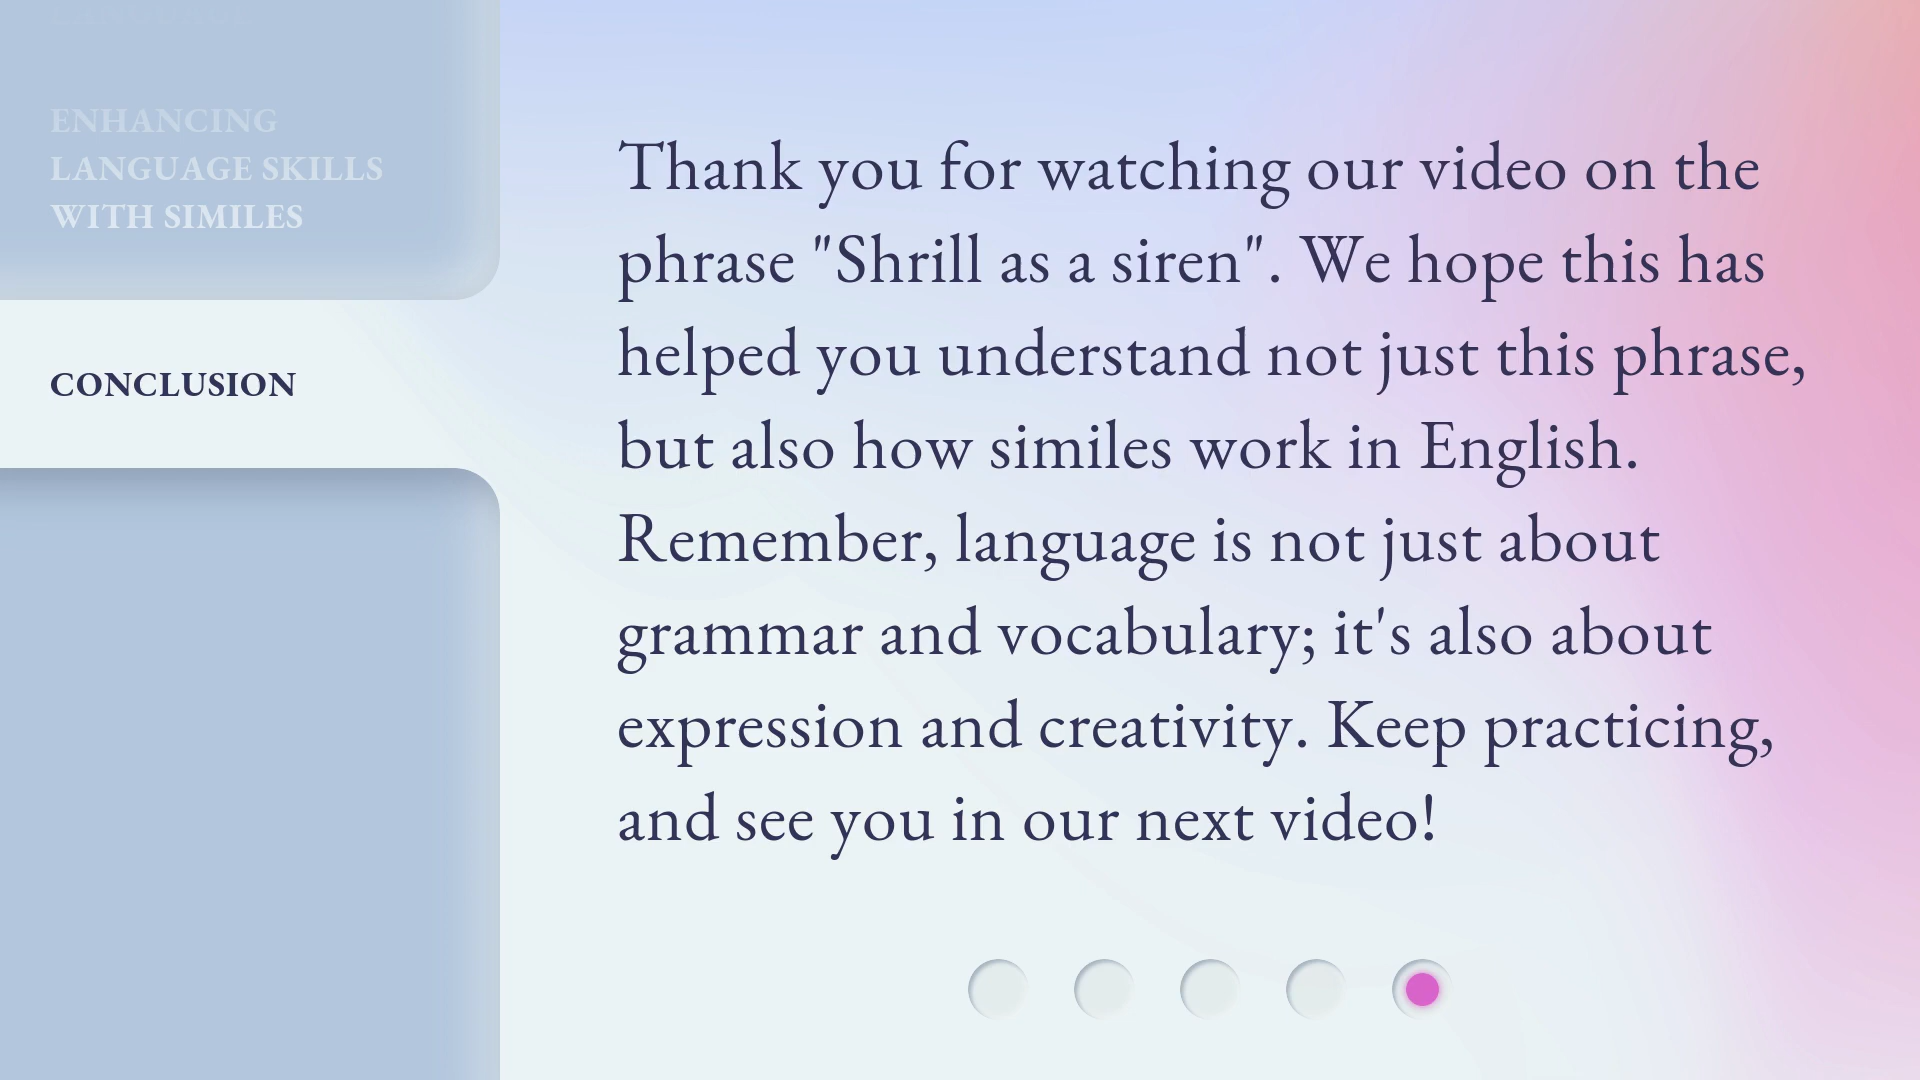 ENHANCING
LANGUAGE SKILLS
WITH SIMILES
CONCLUSION
Thank you for watching our video on the
phrase "Shrill as a siren". We hope this has
helped you understand not just this phrase,
but also how similes work in English.
Remember, language is not just about
grammar and vocabulary; it's also about
expression and creativity. Keep practicing,
and see you in our next video!